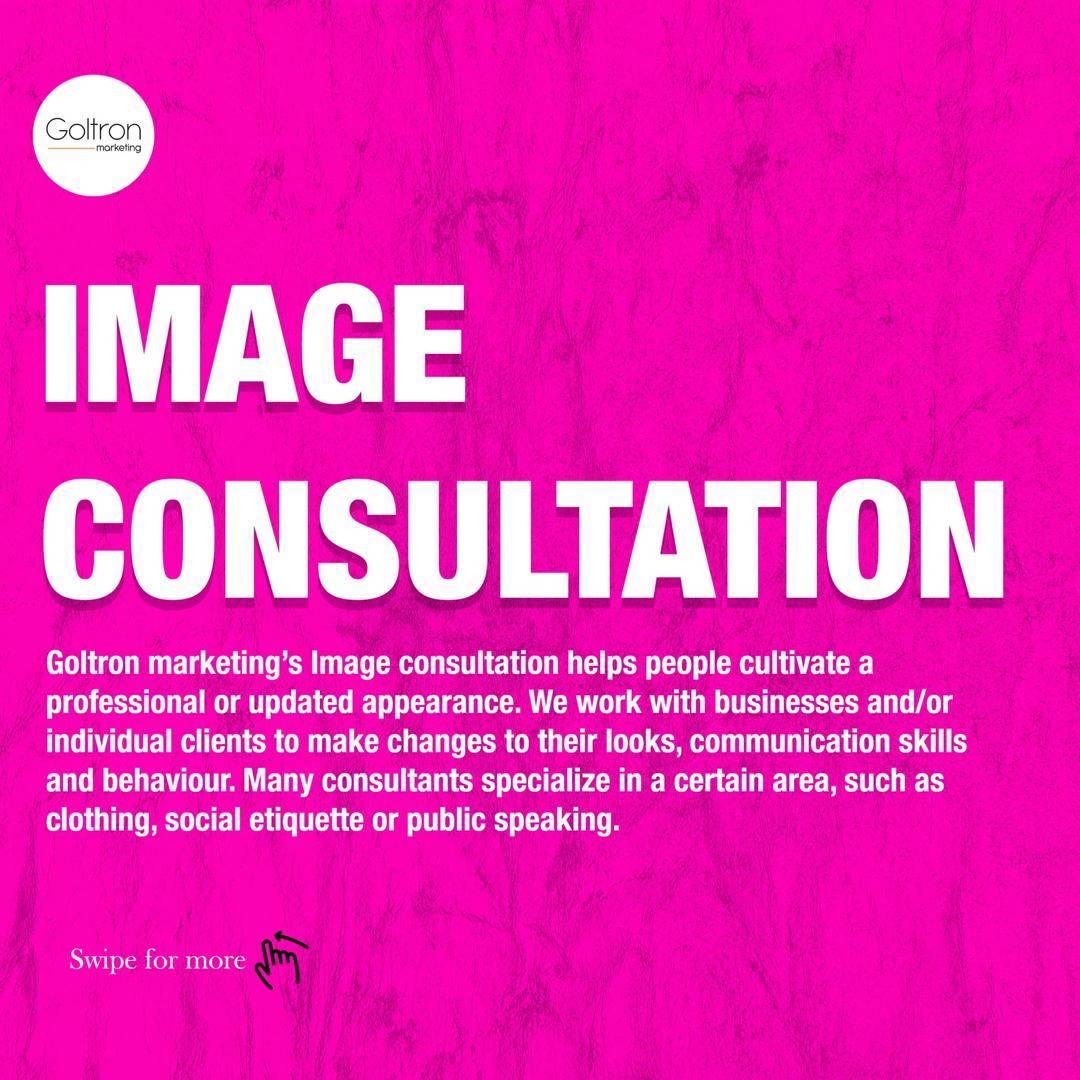 Goltron
marketing
IMAGE
CONSULTATION
Goltron marketing’s Image consultation helps people cultivate a
professional or updated appearance. We work with businesses and/or
individual clients to make changes to their looks, communication skills
and behaviour. Many consultants specialize in a certain area, such as
clothing, social etiquette or public speaking.
Swipe for more